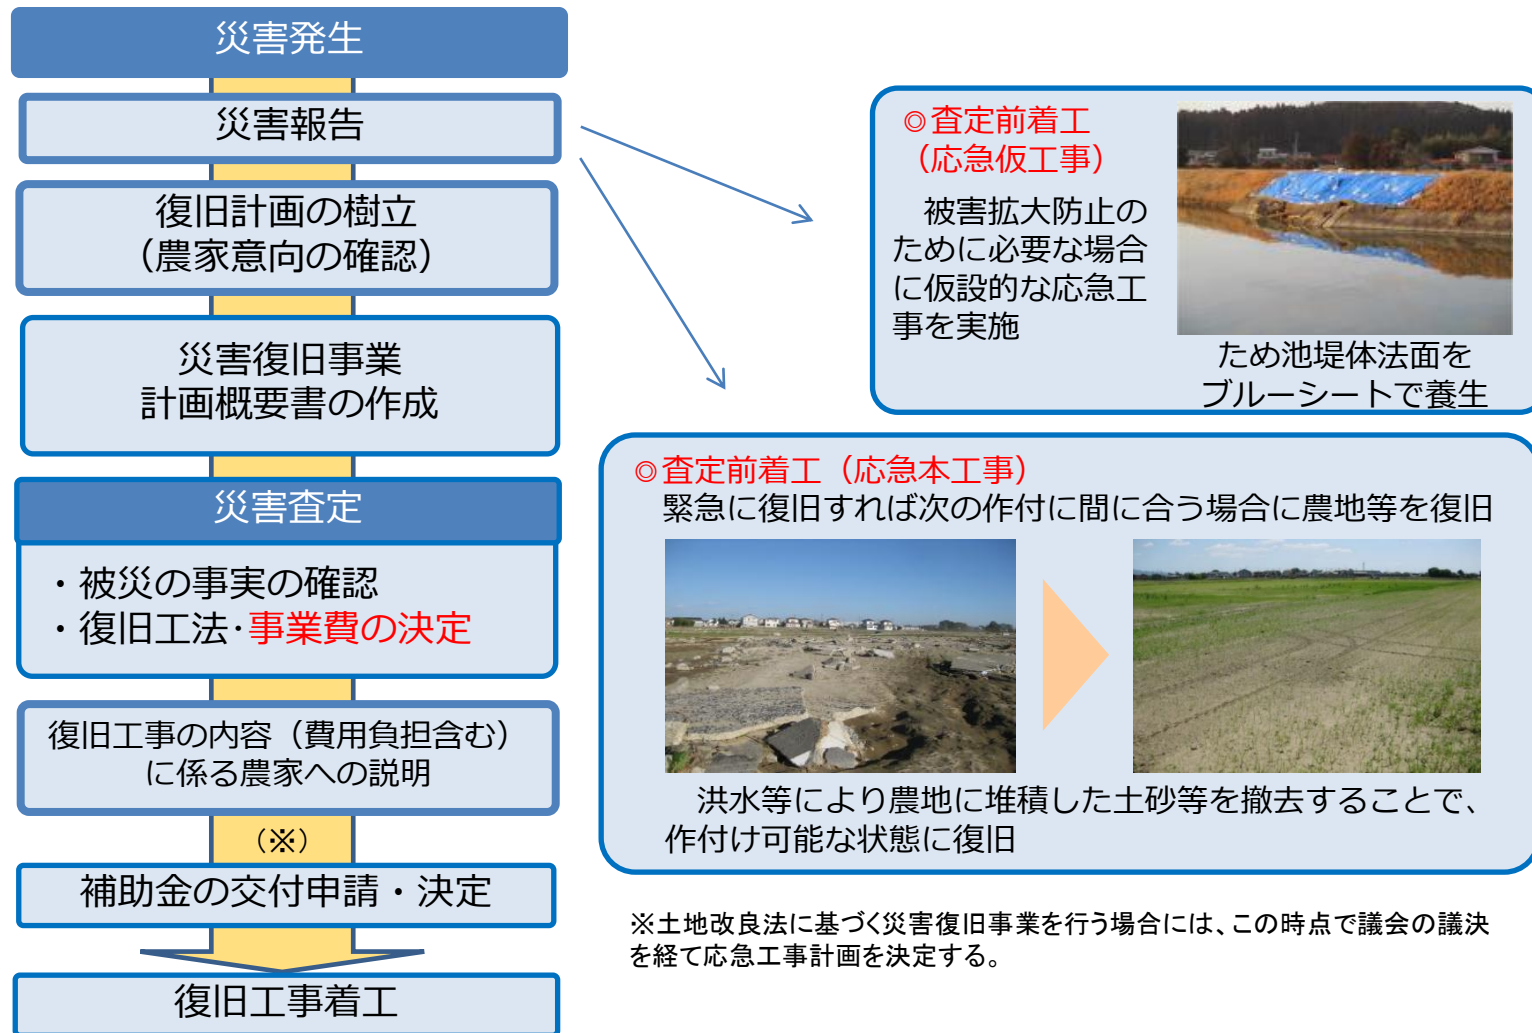 災害発生
災害報告
復旧計画の樹立
（農家意向の確認）
災害復旧事業
計画概要書の作成
災害査定
・被災の事実の確認
・復旧工法･事業費の決定
復旧工事の内容（費用負担含む）
に係る農家への説明
（※）
補助金の交付申請・決定
復旧工事着工
◎査定前着工
（応急仮工事）
被害拡大防止の
ために必要な場合
に仮設的な応急工
事を実施
ため池堤体法面を
ブルーシートで養生
◎査定前着工（応急本工事）
緊急に復旧すれば次の作付に間に合う場合に農地等を復旧
洪水等により農地に堆積した土砂等を撤去することで、
作付け可能な状態に復旧
※土地改良法に基づく災害復旧事業を行う場合には、この時点で議会の議決
を経て応急工事計画を決定する。